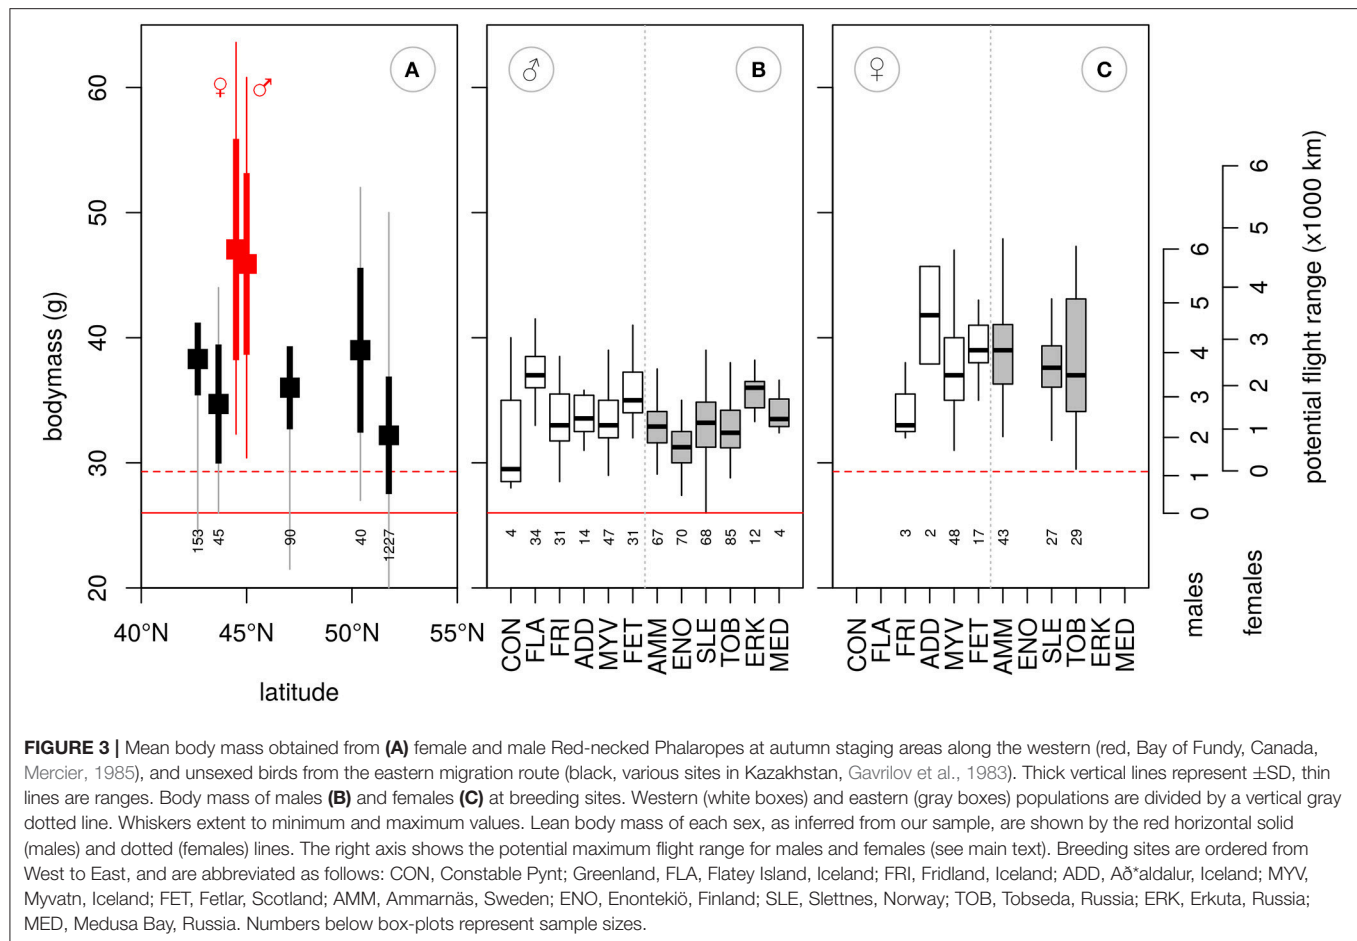 A
B
C
♀ ♂
♂
♀
bodymass (g)
60
50
40
30
20
153
45
90
40
1227
40°N 45°N 50°N 55°N
latitude
4 34 31 14 47 31 67 70 68 85 12 4
CON FLA FRI ADD MYV FET AMM ENO SLE TOB ERK MED
3 2 48 17 43 27 29
CON FLA FRI ADD MYV FET AMM ENO SLE TOB ERK MED
6
5
4
3
2
1
0
males
6
5
4
3
2
1
0
females
potential flight range (x1000 km)
FIGURE 3 | Mean body mass obtained from (A) female and male Red-necked Phalaropes at autumn staging areas along the western (red, Bay of Fundy, Canada,
Mercier, 1985), and unsexed birds from the eastern migration route (black, various sites in Kazakhstan, Gavrilov et al., 1983). Thick vertical lines represent ±SD, thin
lines are ranges. Body mass of males (B) and females (C) at breeding sites. Western (white boxes) and eastern (gray boxes) populations are divided by a vertical gray
dotted line. Whiskers extent to minimum and maximum values. Lean body mass of each sex, as inferred from our sample, are shown by the red horizontal solid
(males) and dotted (females) lines. The right axis shows the potential maximum flight range for males and females (see main text). Breeding sites are ordered from
West to East, and are abbreviated as follows: CON, Constable Pynt; Greenland, FLA, Flatey Island, Iceland; FRI, Fridland, Iceland; ADD, Að*aldalur, Iceland; MYV,
Myvatn, Iceland; FET, Fetlar, Scotland; AMM, Ammarnäs, Sweden; ENO, Enontekiö, Finland; SLE, Slettnes, Norway; TOB, Tobseda, Russia; ERK, Erkuta, Russia;
MED, Medusa Bay, Russia. Numbers below box-plots represent sample sizes.